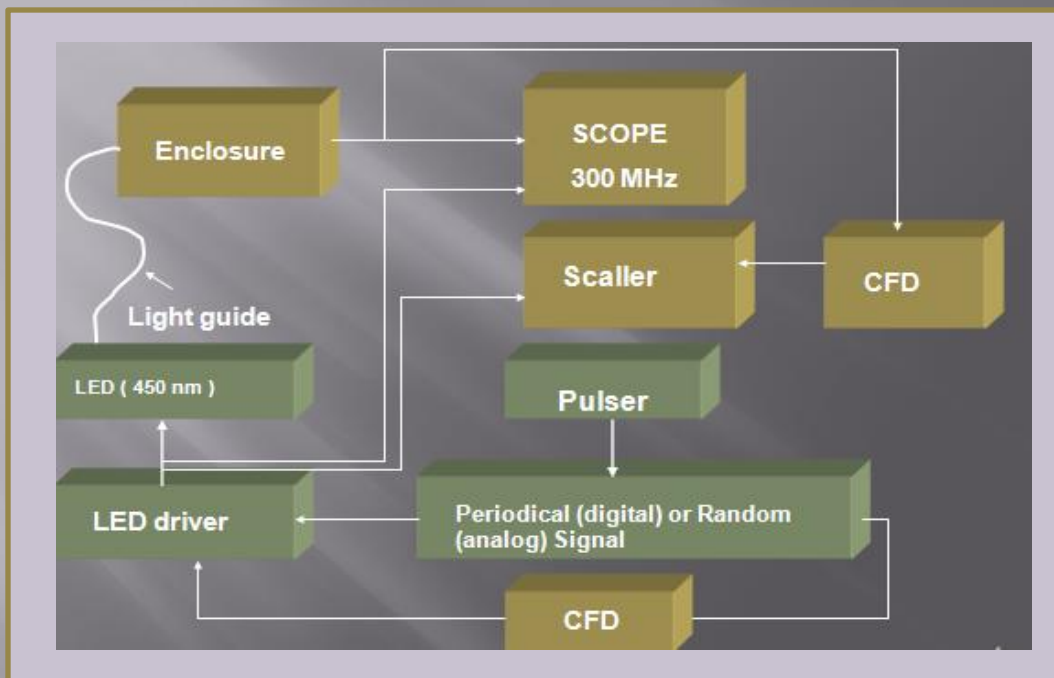 Enclosure
SCOPE
300 MHz
Scaller
CFD
Light guide
LED ( 450 nm )
Pulser
LED driver
Periodical (digital) or Random
(analog) Signal
CFD